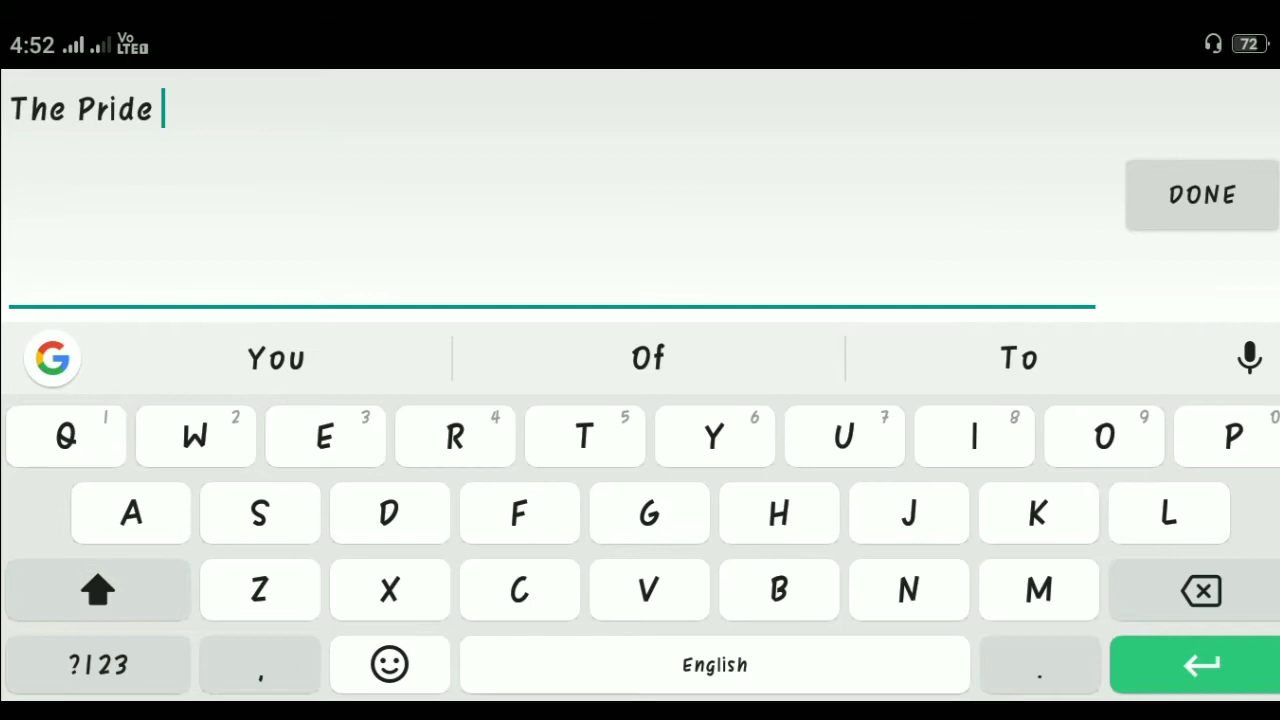 4:52 Vo LTE 72
The Pride
DONE
You Of To
Q 1 W 2 E 3 R 4 T 5 Y 6 U 7 I 8 O 9 P 0
A S D F G H J K L
Z X C V B N M
?123 , English .